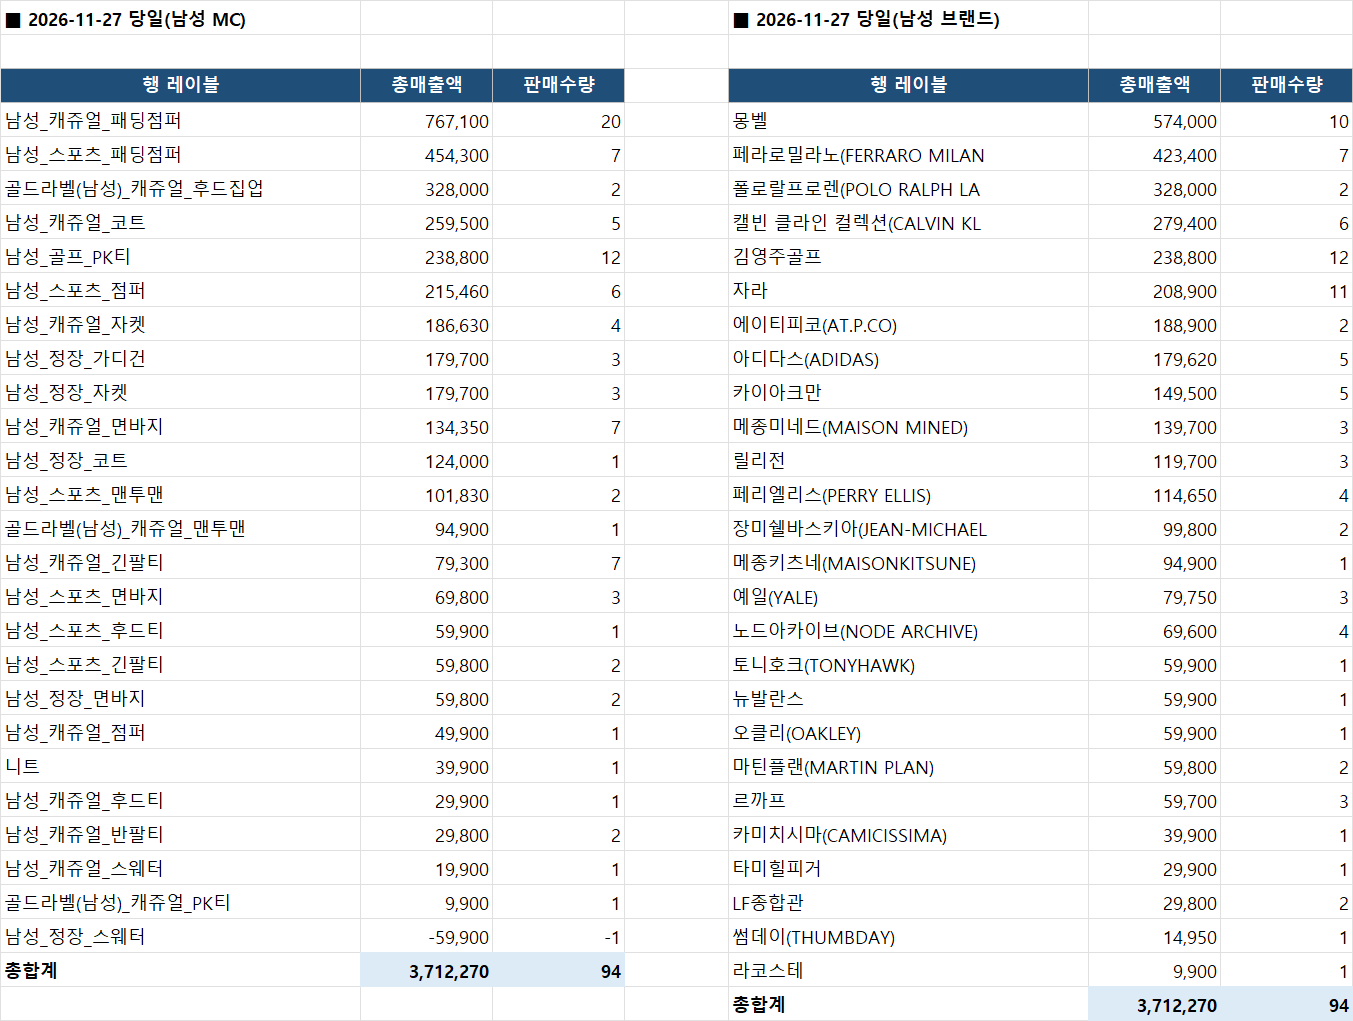 ■ 2026-11-27 당일(남성 MC)
행 레이블 총매출액 판매수량
남성_캐쥬얼_패딩점퍼 767,100 20
남성_스포츠_패딩점퍼 454,300 7
골드라벨(남성)_캐쥬얼_후드집업 328,000 2
남성_캐쥬얼_코트 259,500 5
남성_골프_PK티 238,800 12
남성_스포츠_점퍼 215,460 6
남성_캐쥬얼_자켓 186,630 4
남성_정장_가디건 179,700 3
남성_정장_자켓 179,700 3
남성_캐쥬얼_면바지 134,350 7
남성_정장_코트 124,000 1
남성_스포츠_맨투맨 101,830 2
골드라벨(남성)_캐쥬얼_맨투맨 94,900 1
남성_캐쥬얼_긴팔티 79,300 7
남성_스포츠_면바지 69,800 3
남성_스포츠_후드티 59,900 1
남성_스포츠_긴팔티 59,800 2
남성_정장_면바지 59,800 2
남성_캐쥬얼_점퍼 49,900 1
니트 39,900 1
남성_캐쥬얼_후드티 29,900 1
남성_캐쥬얼_반팔티 29,800 2
남성_캐쥬얼_스웨터 19,900 1
골드라벨(남성)_캐쥬얼_PK티 9,900 1
남성_정장_스웨터 -59,900 -1
총합계 3,712,270 94
■ 2026-11-27 당일(남성 브랜드)
행 레이블 총매출액 판매수량
몽벨 574,000 10
페라로밀라노(FERRARO MILAN 423,400 7
폴로랄프로렌(POLO RALPH LA 328,000 2
캘빈 클라인 컬렉션(CALVIN KL 279,400 6
김영주골프 238,800 12
자라 208,900 11
에이티피코(AT.P.CO) 188,900 2
아디다스(ADIDAS) 179,620 5
카이아크만 149,500 5
메종미네드(MAISON MINED) 139,700 3
릴리전 119,700 3
페리엘리스(PERRY ELLIS) 114,650 4
장미쉘바스키아(JEAN-MICHAEL 99,800 2
메종키츠네(MAISONKITSUNE) 94,900 1
예일(YALE) 79,750 3
노드아카이브(NODE ARCHIVE) 69,600 4
토니호크(TONYHAWK) 59,900 1
뉴발란스 59,900 1
오클리(OAKLEY) 59,900 1
마틴플랜(MARTIN PLAN) 59,800 2
르까프 59,700 3
카미치시마(CAMICISSIMA) 39,900 1
타미힐피거 29,900 1
LF종합관 29,800 2
썸데이(THUMBDAY) 14,950 1
라코스테 9,900 1
총합계 3,712,270 94